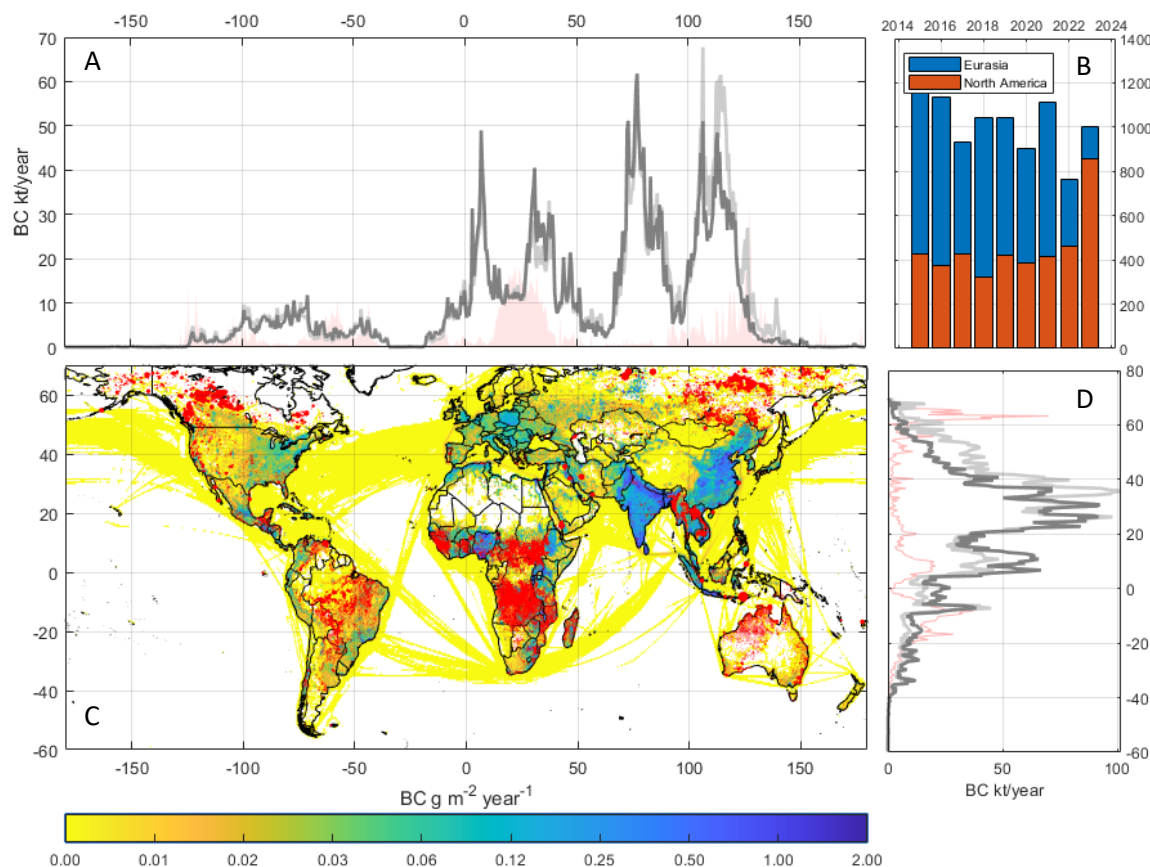 -150 -100 -50 0 50 100 150
2014 2016 2018 2020 2022 2024
70
60
50
40
30
20
10
0
BC kt/year
A
B
Eurasia
North America
1400
1200
1000
800
600
400
200
0
60
40
20
0
-20
-40
-60
C
-150 -100 -50 0 50 100 150
D
80
60
40
20
0
-20
-40
-60
0 50 100
BC kt/year
BC g m⁻² year⁻¹
0.00 0.01 0.02 0.03 0.06 0.12 0.25 0.50 1.00 2.00